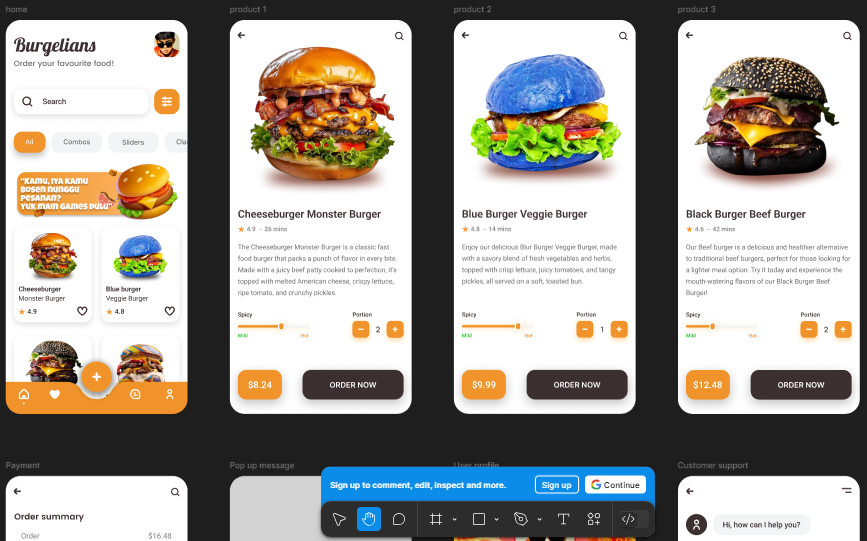 home
product 1
product 2
product 3
Burgelians
Order your favourite food!
Search
All
Combos
Sliders
Cla
"KAMU, IYA KAMU
BOSEN NUNGGU
PESANAN?
YUK MAIN GAMES DULU"
Cheeseburger
Monster Burger
4.9
Blue burger
Veggie Burger
4.8
Cheeseburger Monster Burger
4.9 - 26 mins
The Cheeseburger Monster Burger is a classic fast
food burger that packs a punch of flavor in every bite.
Made with a juicy beef patty cooked to perfection, it's
topped with melted American cheese, crispy lettuce,
ripe tomato, and crunchy pickles.
Spicy
Portion
2
Mild
Hot
$8.24
ORDER NOW
Blue Burger Veggie Burger
4.8 - 14 mins
Enjoy our delicious Blur Burger Veggie Burger, made
with a savory blend of fresh vegetables and herbs,
topped with crisp lettuce, juicy tomatoes, and tangy
pickles, all served on a soft, toasted bun.
Spicy
Portion
1
Mild
Hot
$9.99
ORDER NOW
Black Burger Beef Burger
4.6 - 42 mins
Our Beef burger is a delicious and healthier alternative
to traditional beef burgers, perfect for those looking for
a lighter meal option. Try it today and experience the
mouth-watering flavors of our Black Burger Beef
Burger!
Spicy
Portion
2
Mild
Hot
$12.48
ORDER NOW
Payment
Pop up message
User profile
Customer support
Order summary
Order
$16.48
Sign up to comment, edit, inspect and more.
Sign up
Continue
Hi, how can I help you?